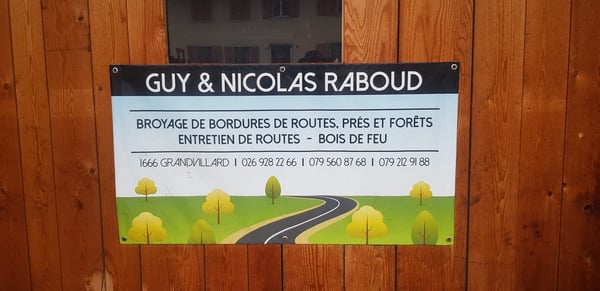 GUY & NICOLAS RABOUD
BROYAGE DE BORDURES DE ROUTES, PRÉS ET FORÊTS
ENTRETIEN DE ROUTES - BOIS DE FEU
1666 GRANDVILLARD | 026 928 22 66 | 079 560 87 68 | 079 212 91 88